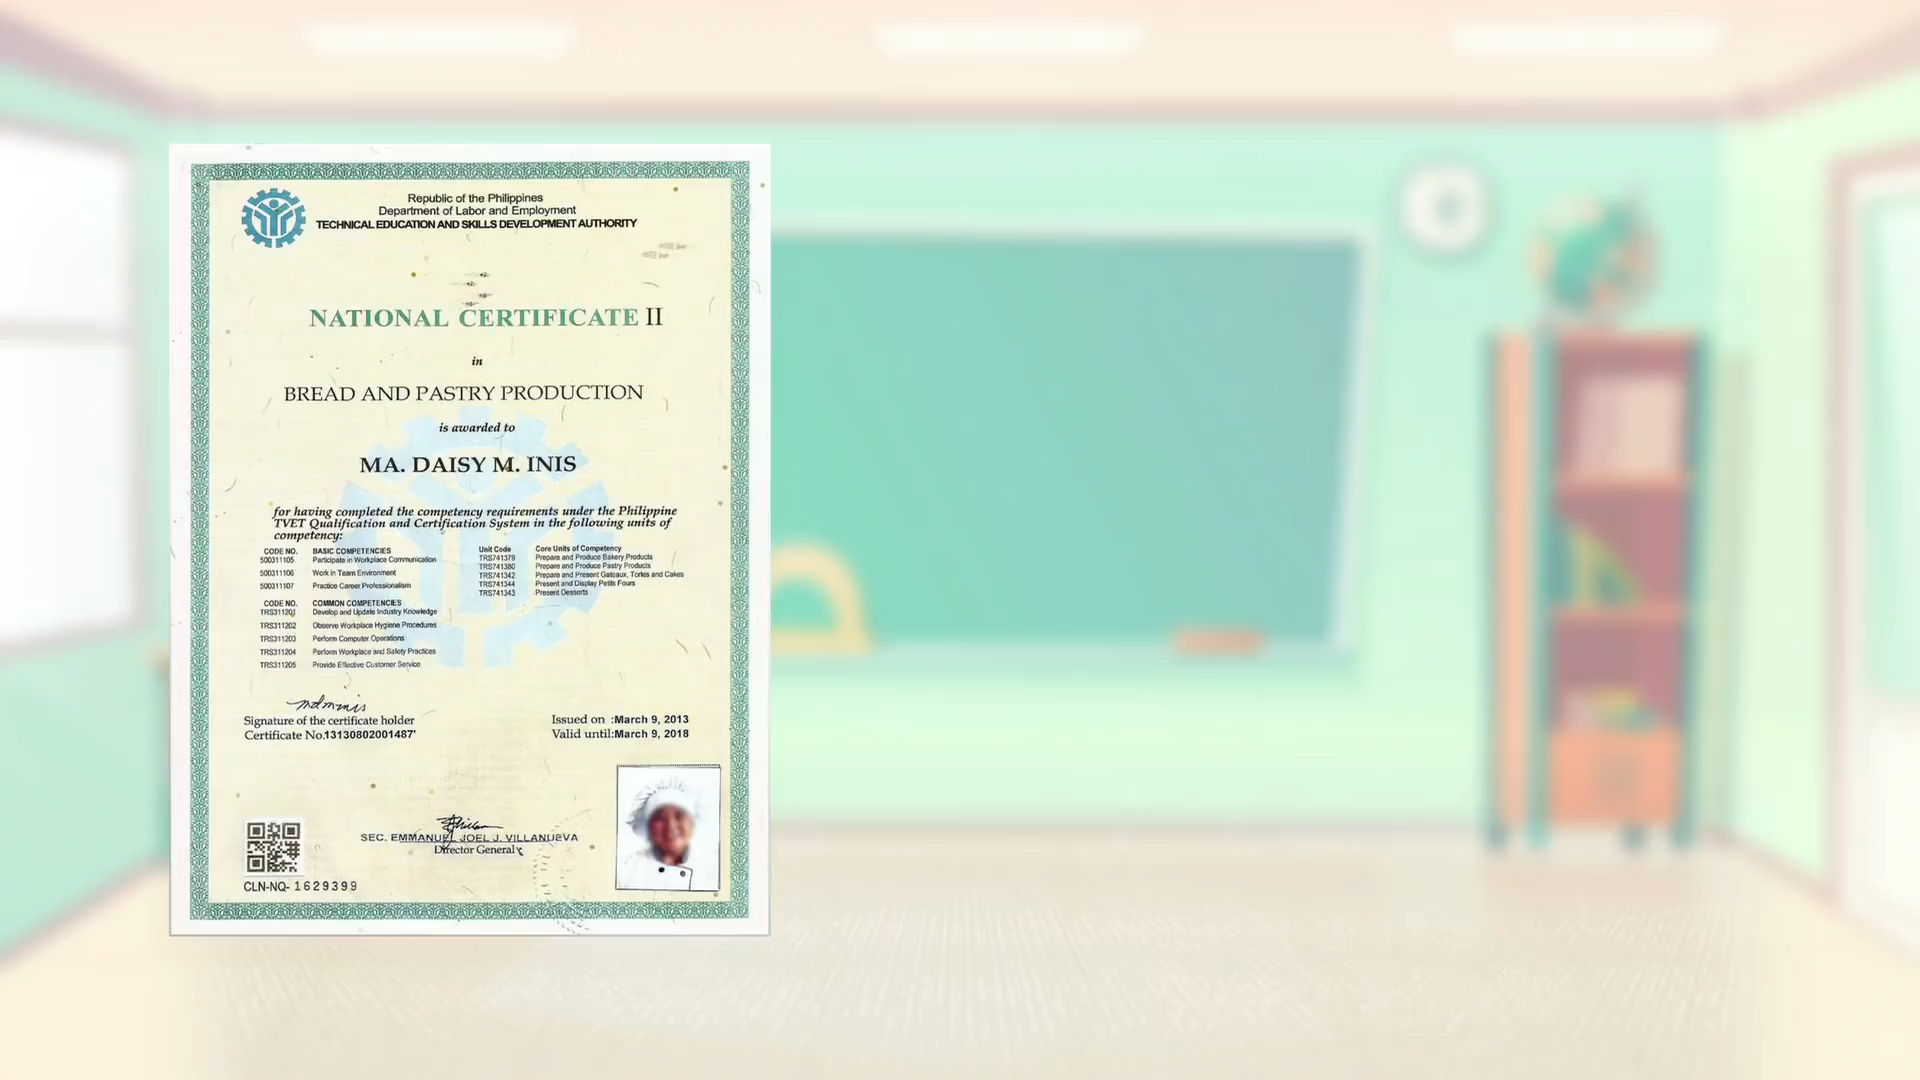 Republic of the Philippines
Department of Labor and Employment
TECHNICAL EDUCATION AND SKILLS DEVELOPMENT AUTHORITY
NATIONAL CERTIFICATE II
in
BREAD AND PASTRY PRODUCTION
is awarded to
MA. DAISY M. INIS
for having completed the competency requirements under the Philippine
TVET Qualification and Certification System in the following units of
competency:
CODE NO. BASIC COMPETENCIES
500311105 Participate in Workplace Communication
500311106 Work in Team Environment
500311107 Practice Career Professionalism
CODE NO. COMMON COMPETENCIES
TRS311201 Develop and Update Industry Knowledge
TRS311202 Observe Workplace Hygiene Procedures
TRS311203 Perform Computer Operations
TRS311204 Perform Workplace and Safety Practices
TRS311205 Provide Effective Customer Service
Unit Code Core Units of Competency
TRS741379 Prepare and Produce Bakery Products
TRS741380 Prepare and Produce Pastry Products
TRS741342 Prepare and Present Gateaux, Tortes and Cakes
TRS741344 Present and Display Petits Fours
TRS741343 Present Desserts
Signature of the certificate holder
Certificate No.13130802001487'
Issued on :March 9, 2013
Valid until:March 9, 2018
SEC. EMMANUEL JOEL J. VILLANUEVA
Director General
CLN-NQ- 1629399